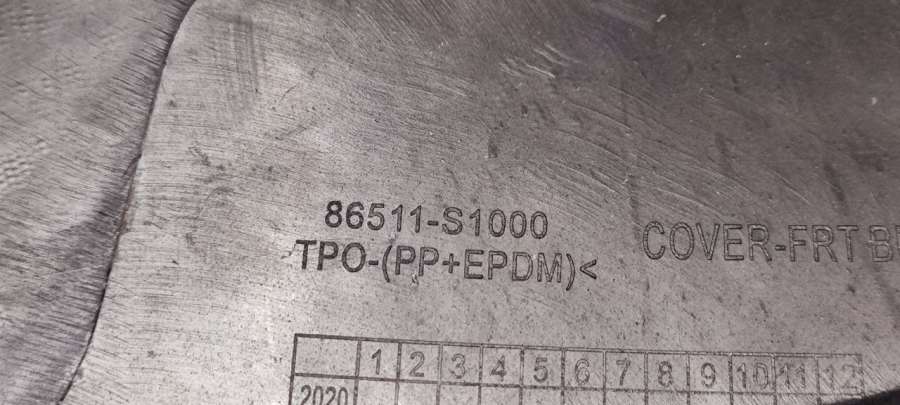 86511-S1000
TPO-(PP+EPDM)<
COVER-FRT
1 2 3 4 5 6 7 8 9 10 11 12
2020